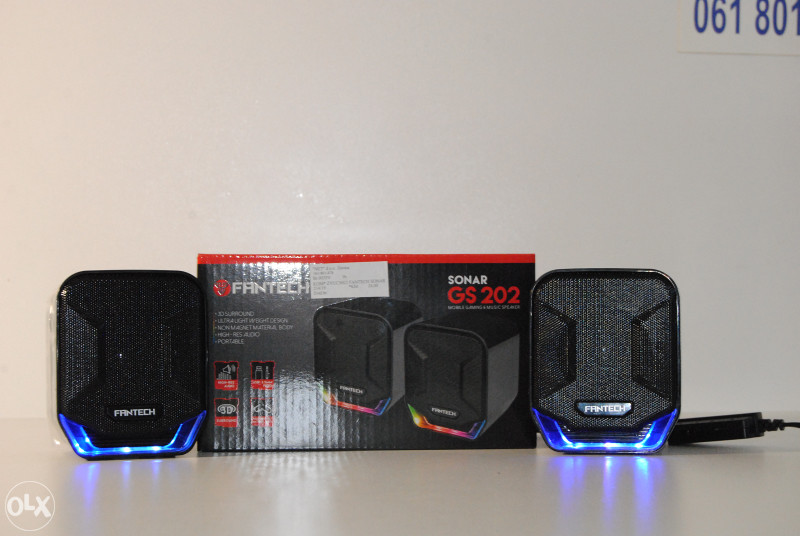 061 801
FANTECH
SONAR
GS 202
MOBILE GAMING & MUSIC SPEAKER
• 3D SURROUND
• ULTRA LIGHT WEIGHT DESIGN
• NON MAGNET MATERIAL BODY
• HIGH-RES AUDIO
• PORTABLE
3D
FANTECH
FANTECH
FANTECH
FANTECH
OLX